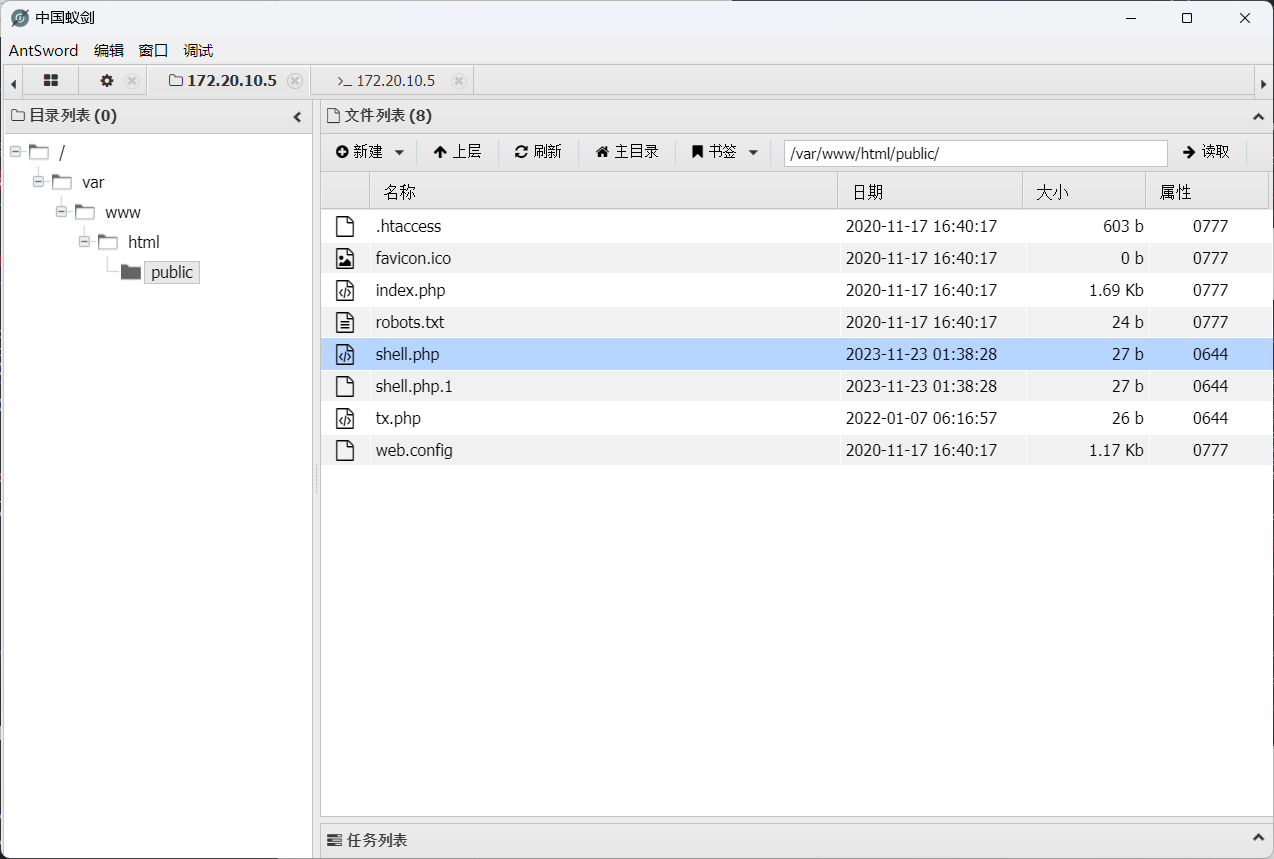 中国蚁剑
AntSword 编辑 窗口 调试
172.20.10.5 >_ 172.20.10.5
目录列表 (0)
/
var
www
html
public
文件列表 (8)
新建 上层 刷新 主目录 书签 /var/www/html/public/ 读取
名称 日期 大小 属性
.htaccess 2020-11-17 16:40:17 603 b 0777
favicon.ico 2020-11-17 16:40:17 0 b 0777
index.php 2020-11-17 16:40:17 1.69 Kb 0777
robots.txt 2020-11-17 16:40:17 24 b 0777
shell.php 2023-11-23 01:38:28 27 b 0644
shell.php.1 2023-11-23 01:38:28 27 b 0644
tx.php 2022-01-07 06:16:57 26 b 0644
web.config 2020-11-17 16:40:17 1.17 Kb 0777
任务列表